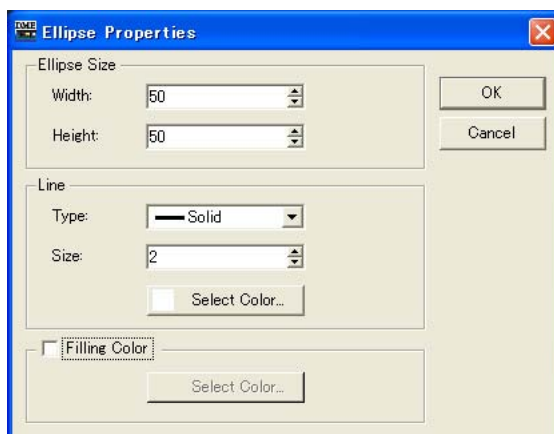 DME
Ellipse Properties
Ellipse Size
Width:
50
Height:
50
OK
Cancel
Line
Type:
Solid
Size:
2
Select Color...
Filling Color
Select Color...